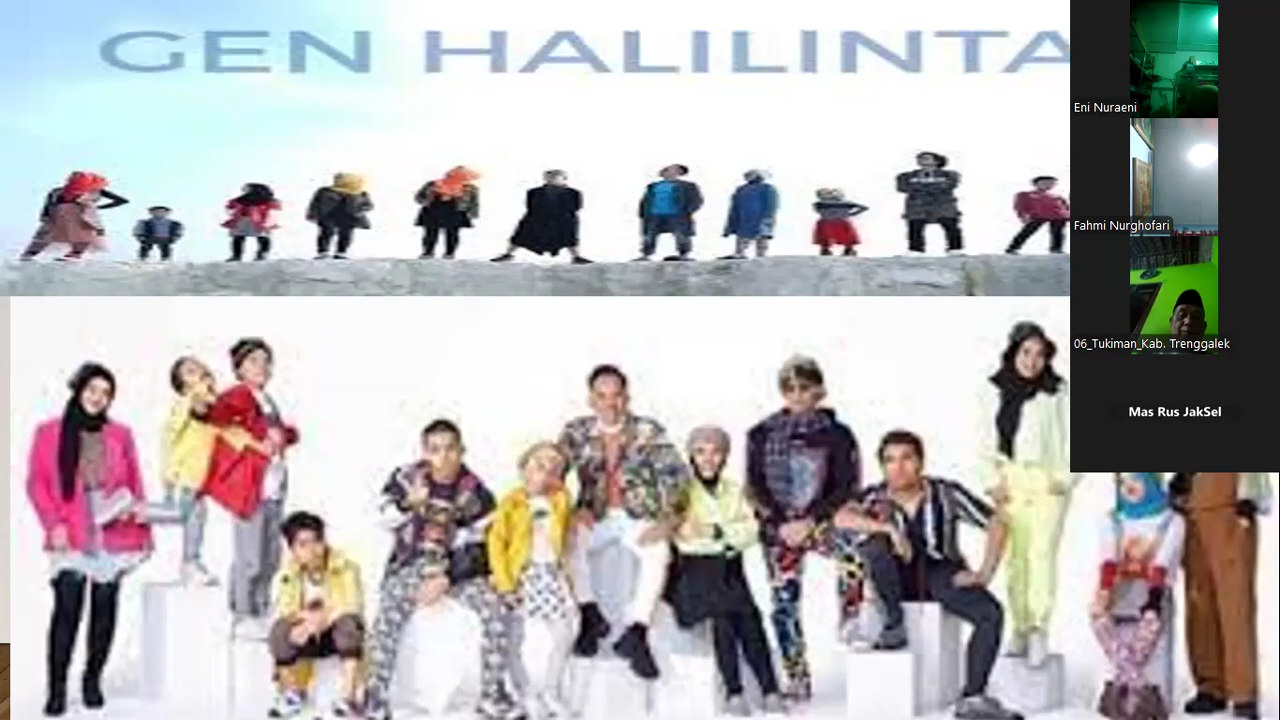 GEN HALILINTA
Eni Nuraeni
Fahmi Nurghofari
06_Tukiman_Kab. Trenggalek
Mas Rus JakSel